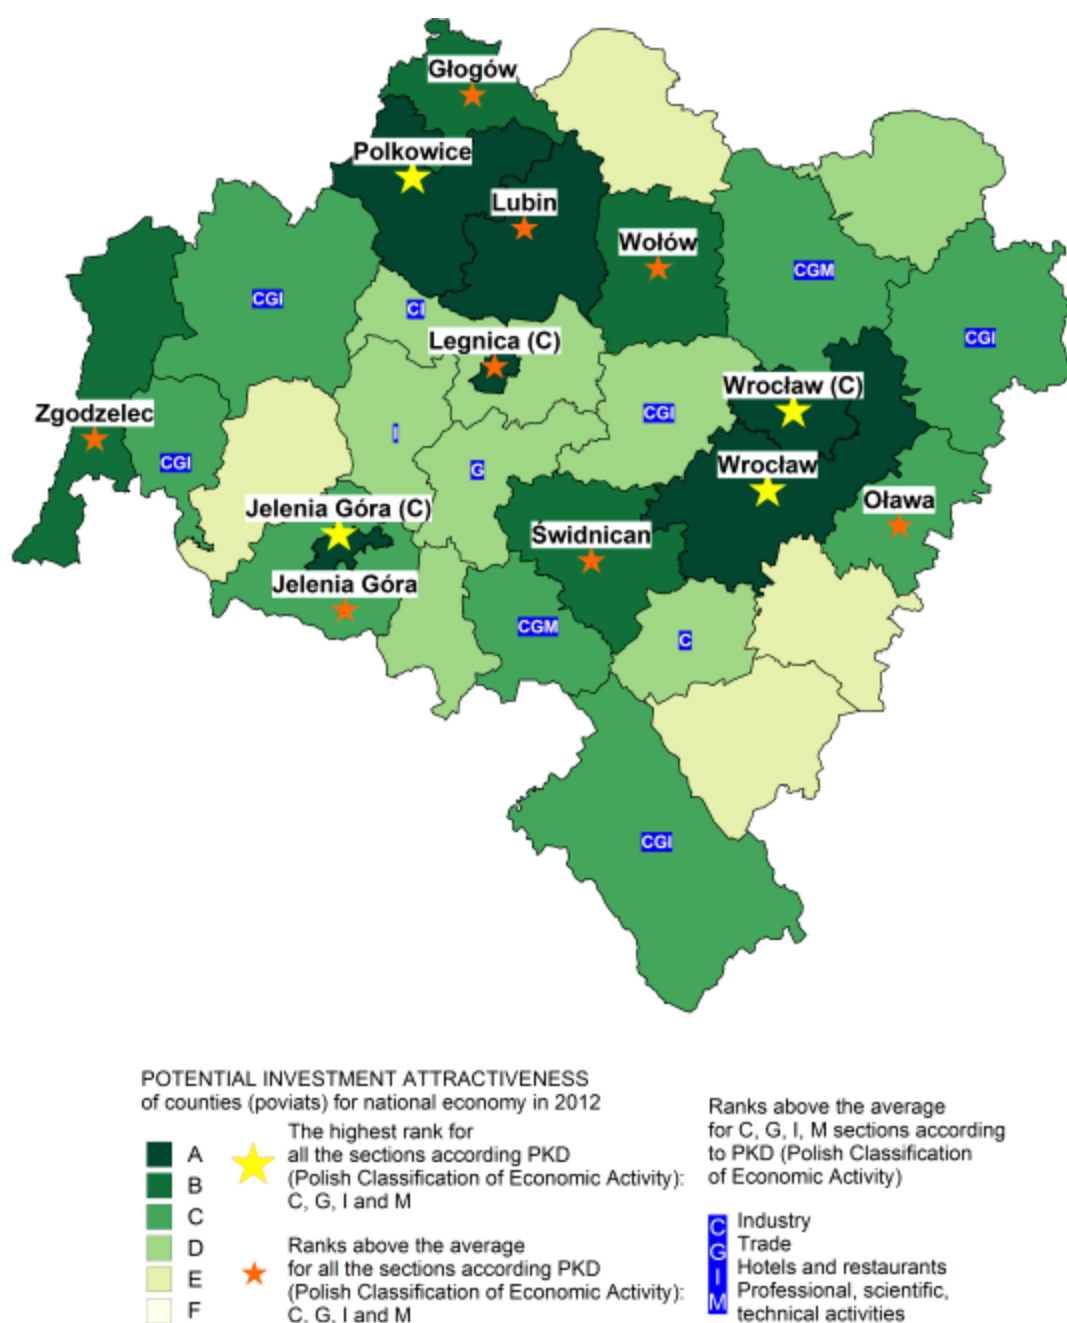 Głogów
Polkowice
Lubin
Wołów
CGM
CGI
CI
CGI
Legnica (C)
Wrocław (C)
Zgodzelec
CGI
I
CGI
G
Wrocław
Jelenia Góra (C)
Oława
Świdnican
Jelenia Góra
CGM
C
CGI
POTENTIAL INVESTMENT ATTRACTIVENESS
of counties (poviats) for national economy in 2012
A
B
C
D
E
F
The highest rank for
all the sections according PKD
(Polish Classification of Economic Activity):
C, G, I and M
Ranks above the average
for all the sections according PKD
(Polish Classification of Economic Activity):
C, G, I and M
Ranks above the average
for C, G, I, M sections according
to PKD (Polish Classification
of Economic Activity)
C Industry
G Trade
I Hotels and restaurants
M Professional, scientific,
technical activities